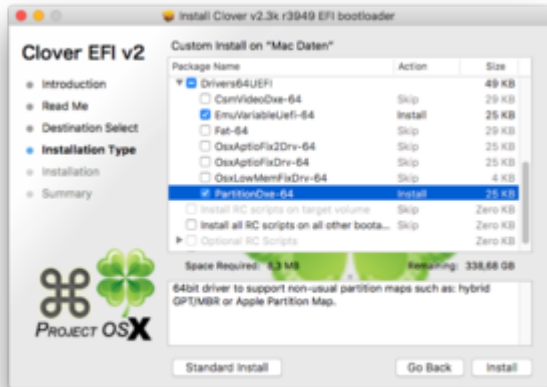 Install Clover v2.3k r3949 EFI bootloader
Clover EFI v2
Introduction
Read Me
Destination Select
Installation Type
Installation
Summary
PROJECT OSX
Custom Install on "Mac Daten"
Package Name Action Size
Drivers64UEFI 49 KB
CsmVideoDxe-64 Skip 29 KB
EmuVariableUefi-64 Install 25 KB
Fat-64 Skip 29 KB
OsxAptioFix2Drv-64 Skip 25 KB
OsxAptioFixDrv-64 Skip 25 KB
OsxLowMemFixDrv-64 Skip 4 KB
PartitionDxe-64 Install 25 KB
Install RC scripts on target volume Skip Zero KB
Install all RC scripts on all other boota... Skip Zero KB
Optional RC Scripts Zero KB
Space Required: 8,3 MB Remaining: 338,68 GB
64bit driver to support non-usual partition maps such as: hybrid
GPT/MBR or Apple Partition Map.
Standard Install Go Back Install